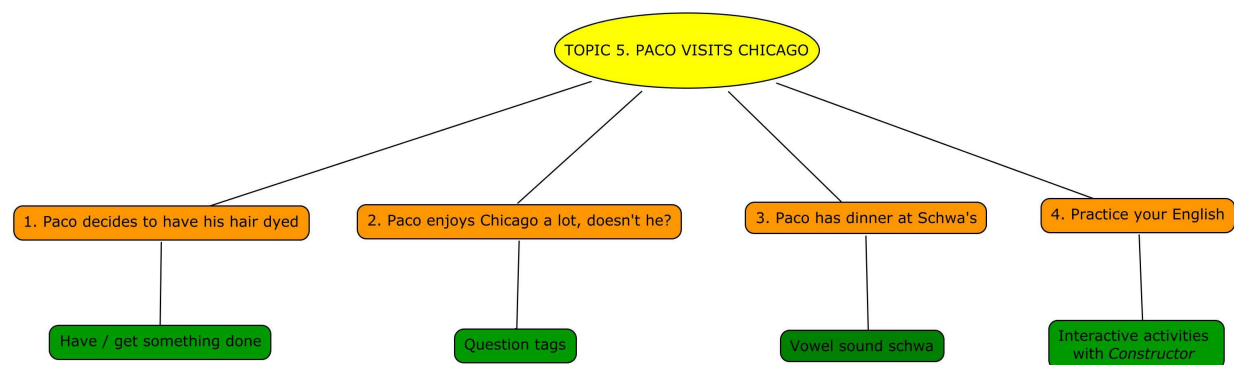 TOPIC 5. PACO VISITS CHICAGO
1. Paco decides to have his hair dyed
2. Paco enjoys Chicago a lot, doesn't he?
3. Paco has dinner at Schwa's
4. Practice your English
Have / get something done
Question tags
Vowel sound schwa
Interactive activities
with Constructor